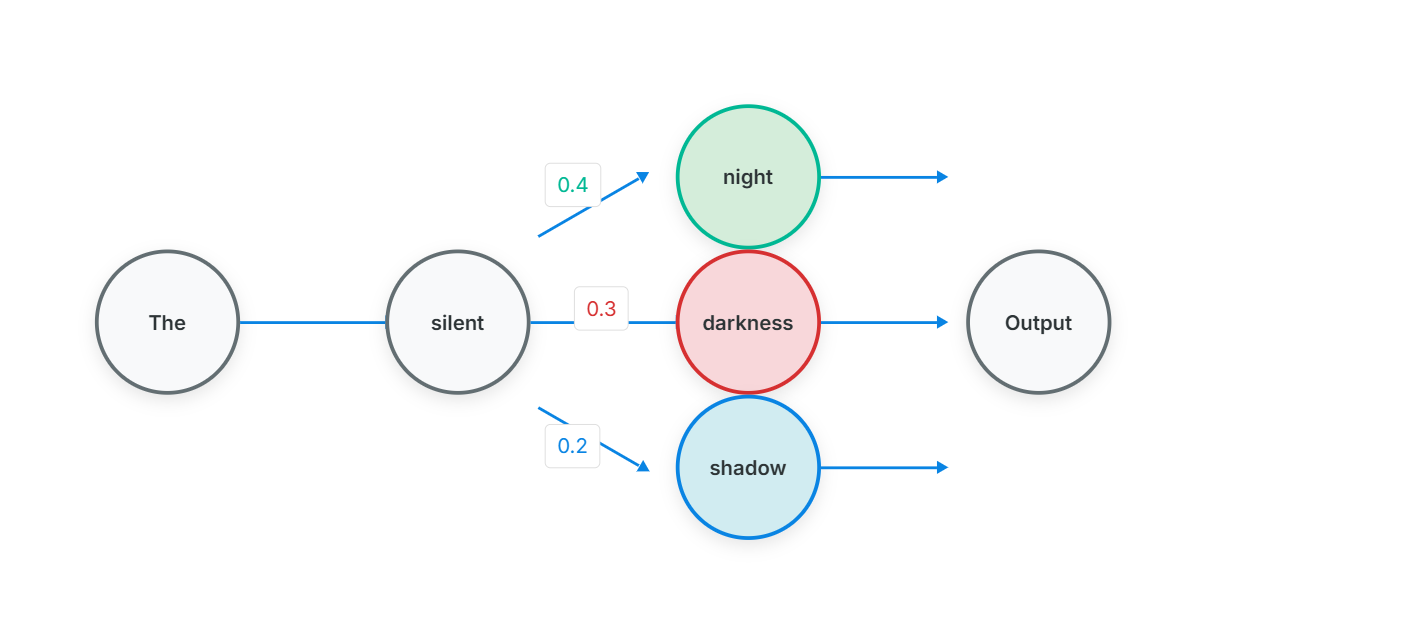 The
silent
0.4
0.3
0.2
night
darkness
shadow
Output